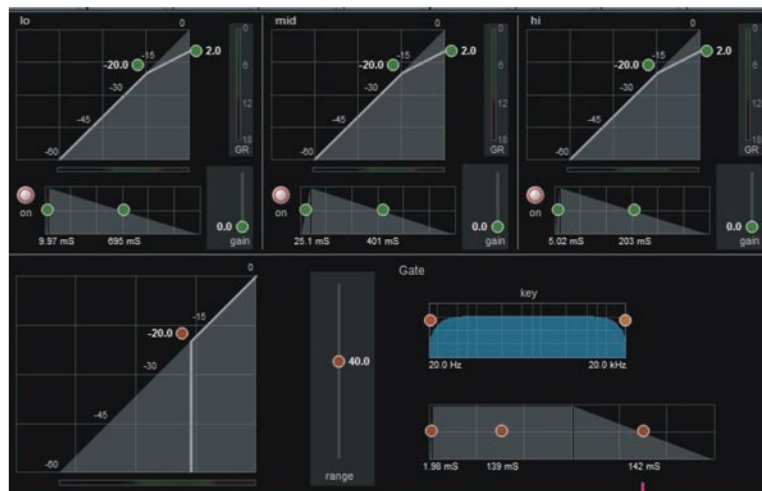 lo
0
-15
-20.0
2.0
-30
-45
-60
0
6
12
18
GR
on
9.97 mS
695 mS
0.0
gain
mid
0
-15
-20.0
2.0
-30
-45
-60
0
6
12
18
GR
on
25.1 mS
401 mS
0.0
gain
hi
0
-15
-20.0
2.0
-30
-45
-60
0
6
12
18
GR
on
5.02 mS
203 mS
0.0
gain
Gate
0
-15
-20.0
-30
-45
-60
40.0
range
key
20.0 Hz 20.0 kHz
1.98 mS 139 mS 142 mS